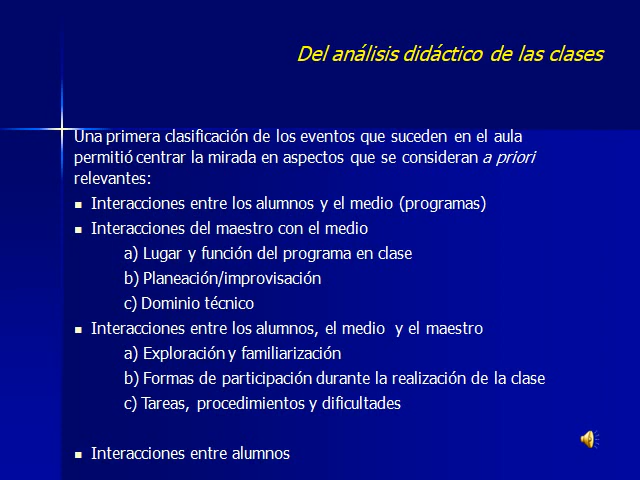 Del análisis didáctico de las clases
Una primera clasificación de los eventos que suceden en el aula
permitió centrar la mirada en aspectos que se consideran a priori
relevantes:
Interacciones entre los alumnos y el medio (programas)
Interacciones del maestro con el medio
a) Lugar y función del programa en clase
b) Planeación/improvisación
c) Dominio técnico
Interacciones entre los alumnos, el medio y el maestro
a) Exploración y familiarización
b) Formas de participación durante la realización de la clase
c) Tareas, procedimientos y dificultades
Interacciones entre alumnos